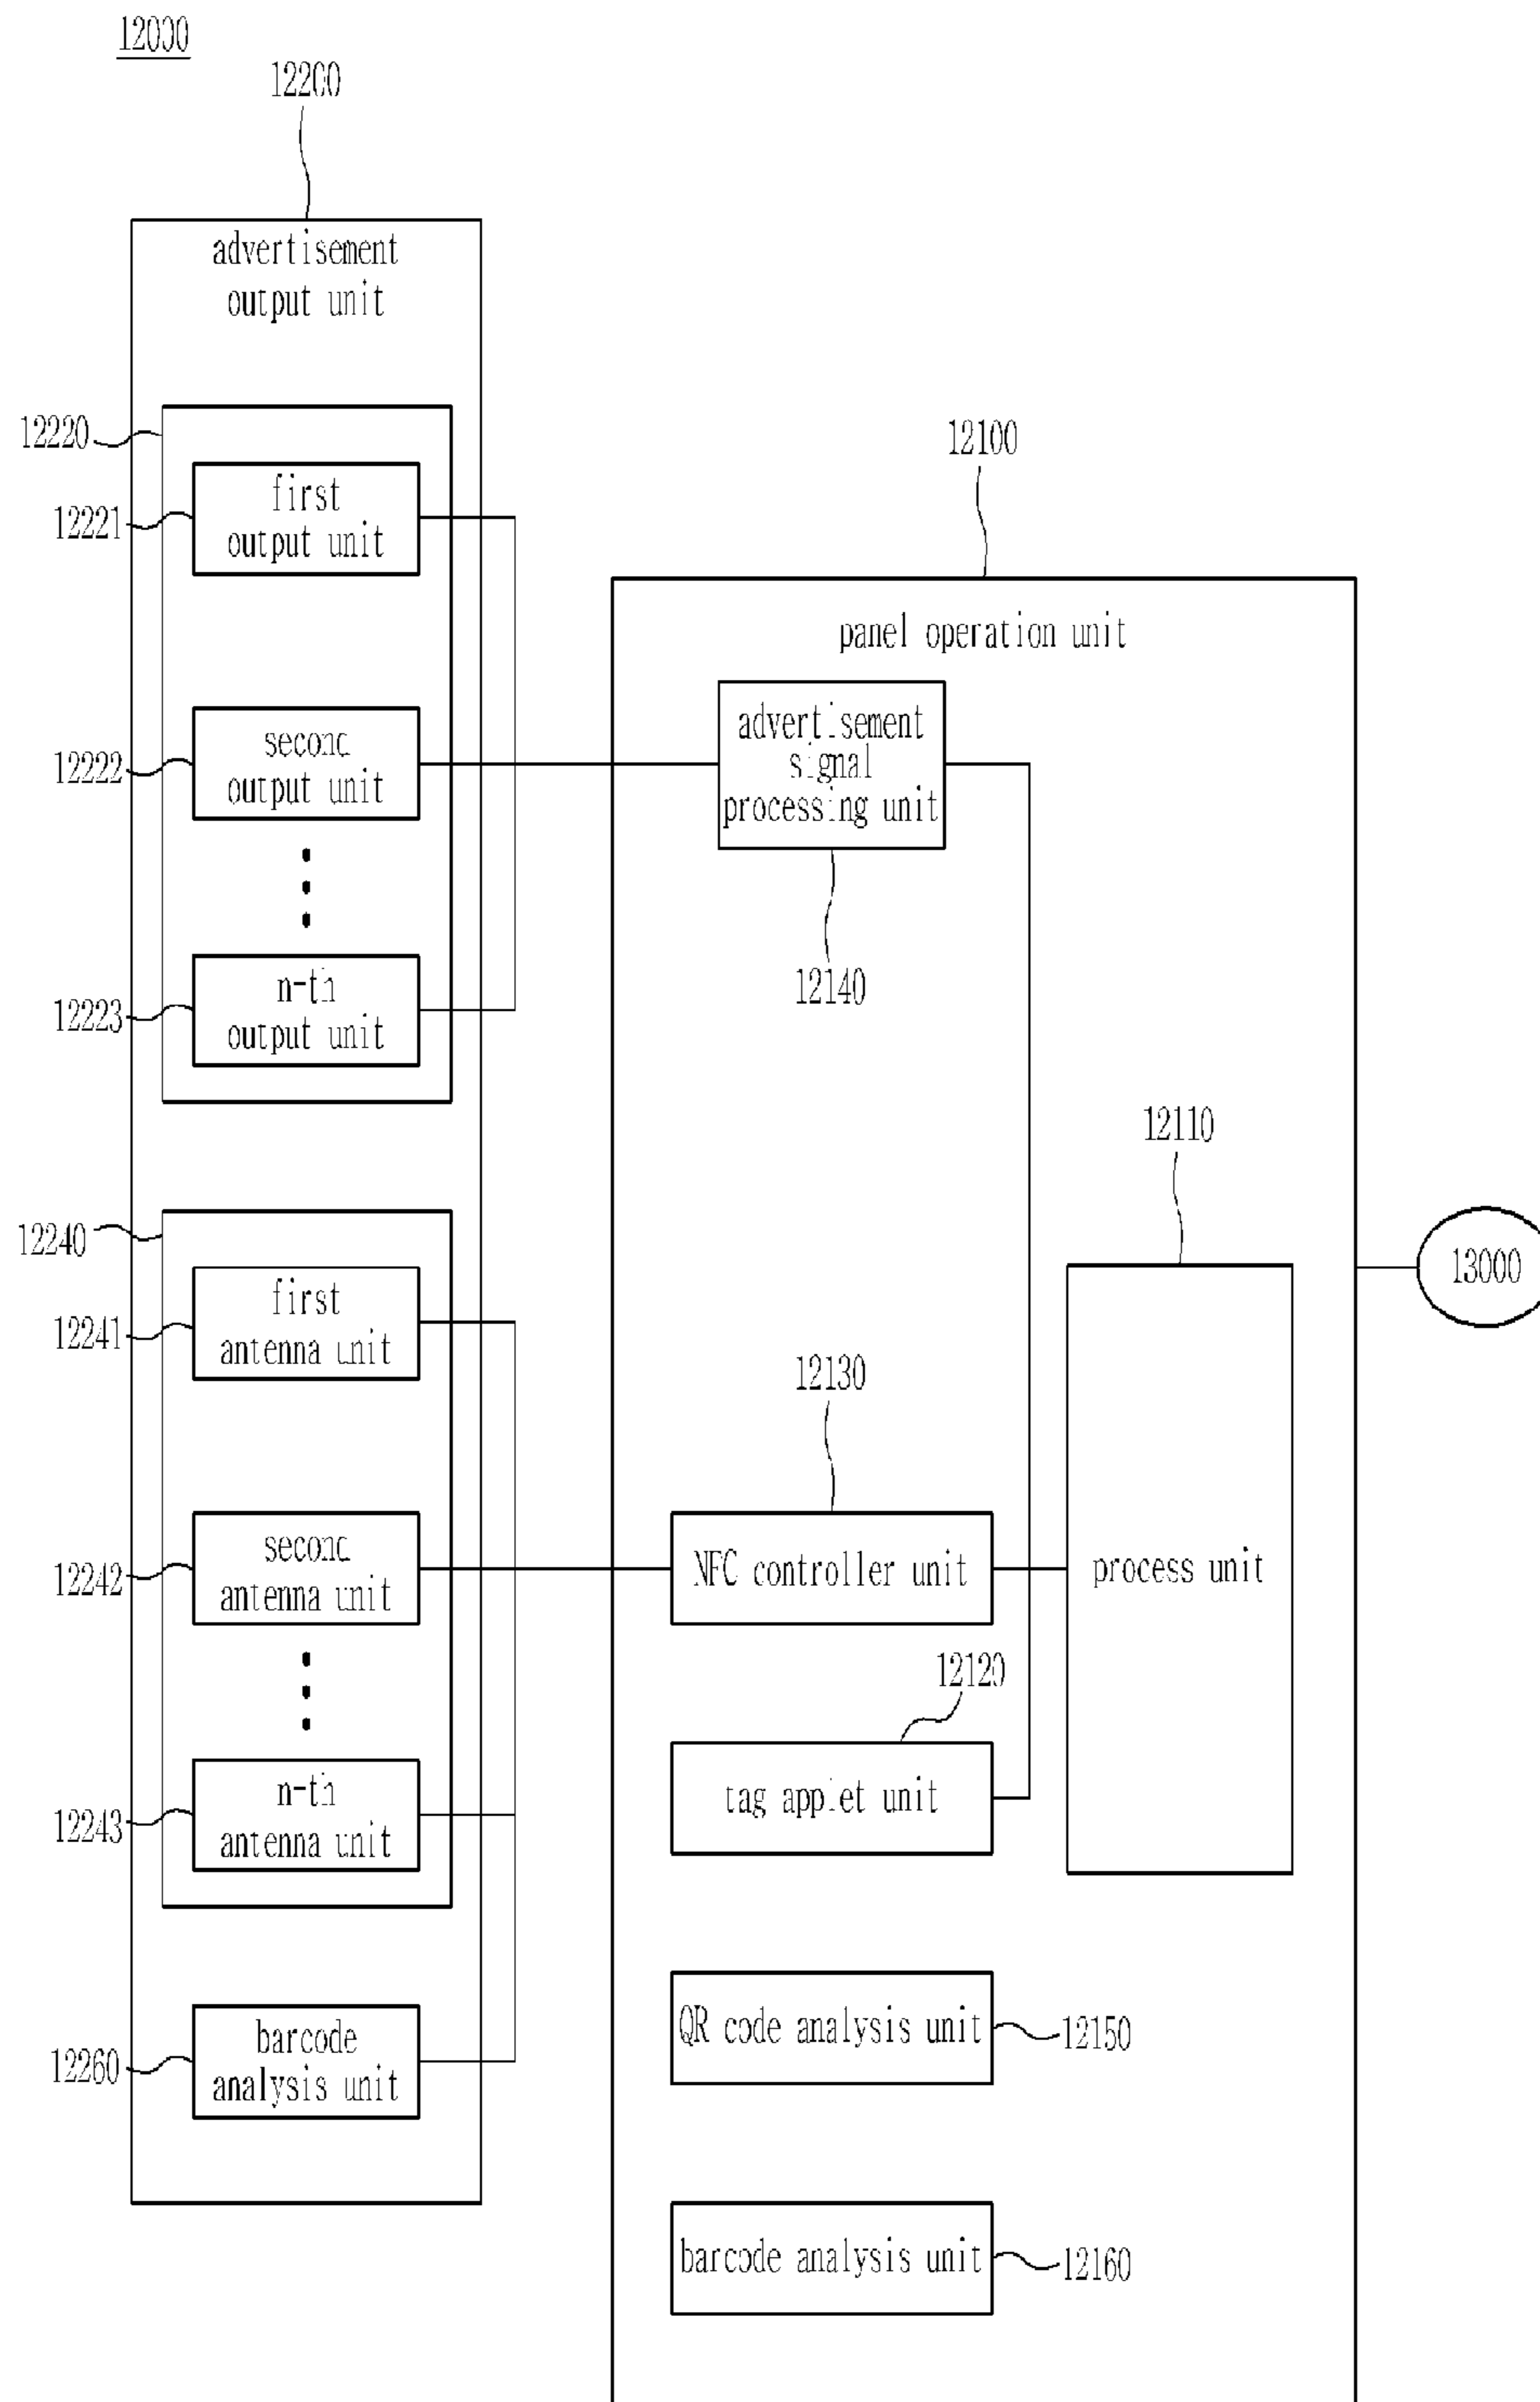 12000
12200
advertisement
output unit
12220
12221
first
output unit
12222
second
output unit
12223
n-th
output unit
12240
12241
first
antenna unit
12242
second
antenna unit
12243
n-th
antenna unit
12260
barcode
analysis unit
12100
panel operation unit
advertisement
signal
processing unit
12140
12110
process unit
13000
12130
NFC controller unit
12120
tag applet unit
QR code analysis unit
12150
barcode analysis unit
12160